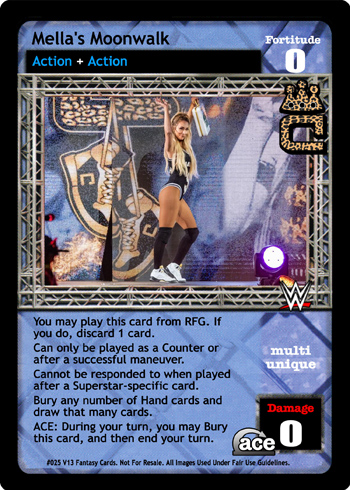 Mella's Moonwalk
Fortitude
0
Action + Action
MC
C C
W
You may play this card from RFG. If
you do, discard 1 card.
Can only be played as a Counter or
after a successful maneuver.
Cannot be responded to when played
after a Superstar-specific card.
Bury any number of Hand cards and
draw that many cards.
ACE: During your turn, you may Bury
this card, and then end your turn.
multi
unique
Damage
0
ace
#025 V13 Fantasy Cards. Not For Resale. All Images Used Under Fair Use Guidelines.